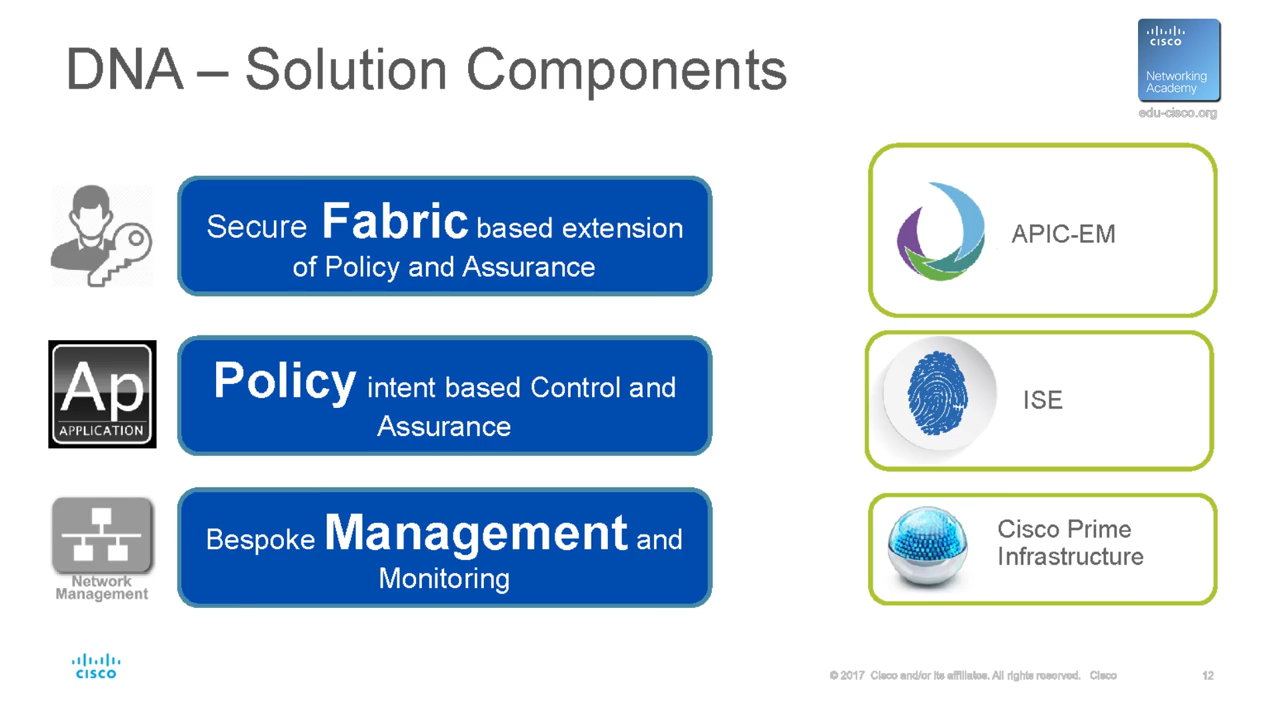 DNA – Solution Components
CISCO
Networking
Academy
edu-cisco.org
Secure Fabric based extension
of Policy and Assurance
APIC-EM
Ap
APPLICATION
Policy intent based Control and
Assurance
ISE
Network
Management
Bespoke Management and
Monitoring
Cisco Prime
Infrastructure
CISCO
© 2017 Cisco and/or its affiliates. All rights reserved. Cisco
12